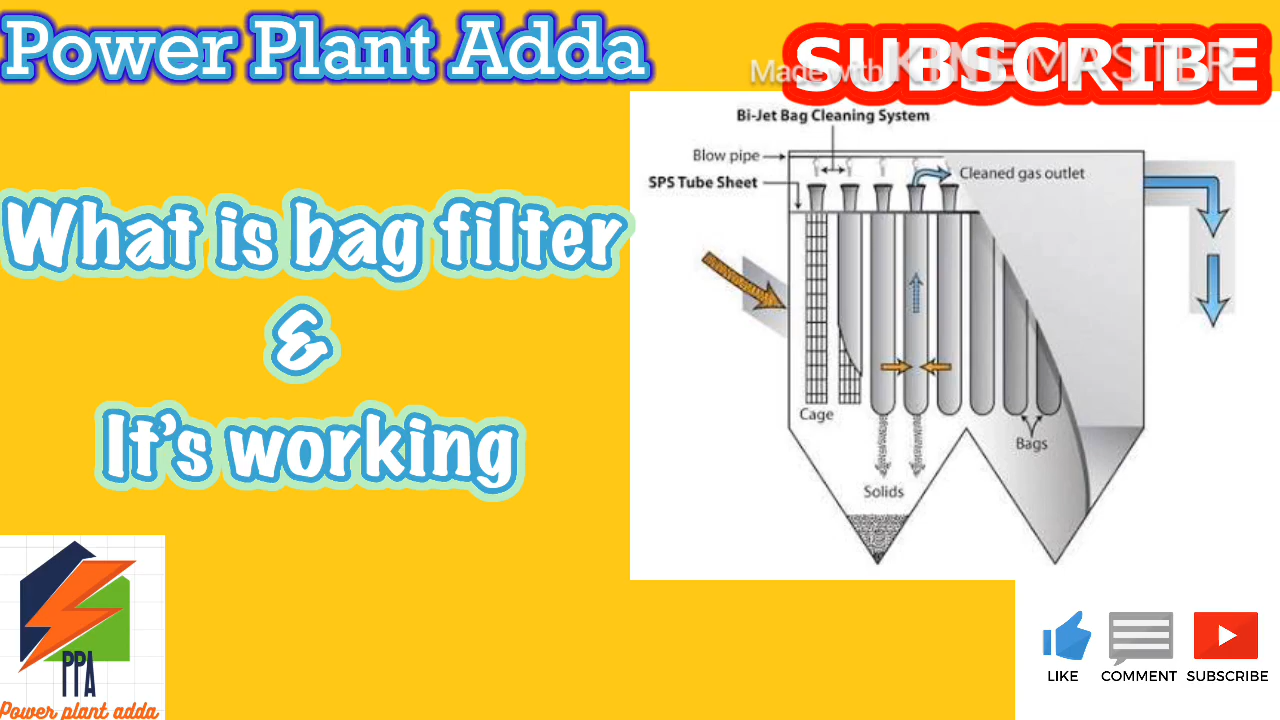 Power Plant Adda
SUBSCRIBE
Made with KINEMASTER
Bi-Jet Bag Cleaning System
Blow pipe
SPS Tube Sheet
Cleaned gas outlet
What is bag filter
&
It's working
Cage
Bags
Solids
PPA
Power plant adda
LIKE
COMMENT
SUBSCRIBE